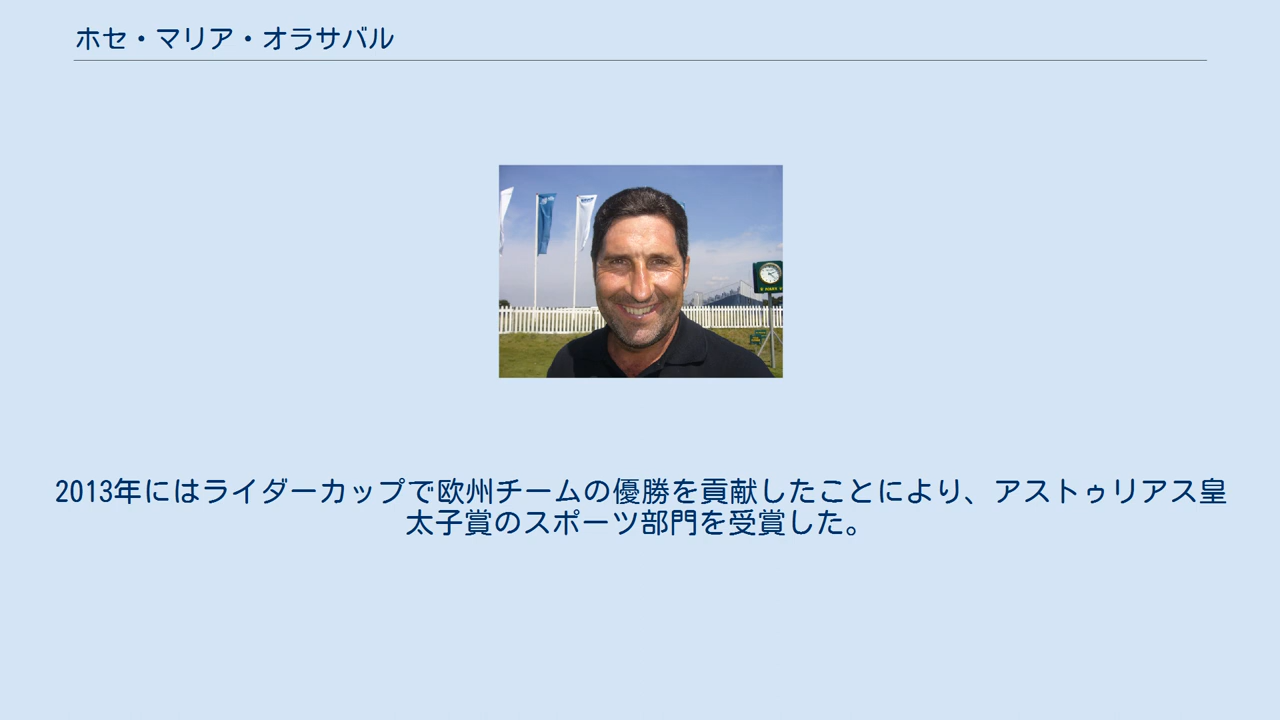 ホセ・マリア・オラサバル
2013年にはライダーカップで欧州チームの優勝を貢献したことにより、アストゥリアス皇
太子賞のスポーツ部門を受賞した。